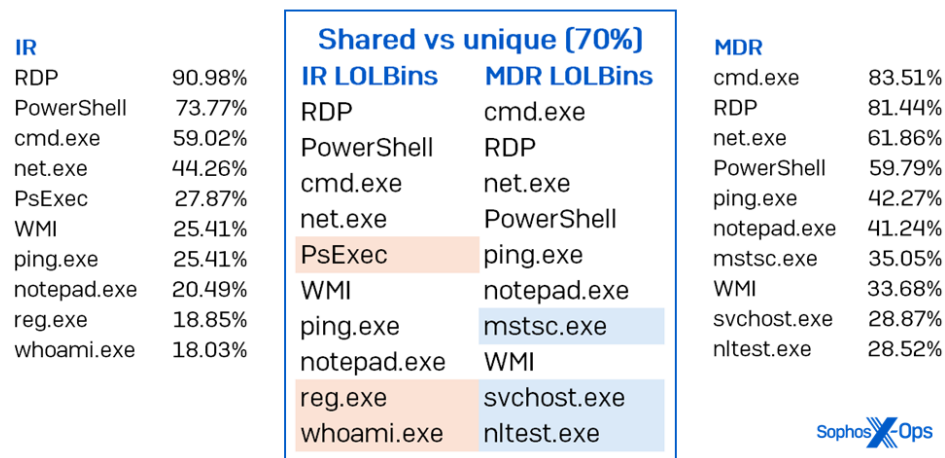 IR
RDP 90.98%
PowerShell 73.77%
cmd.exe 59.02%
net.exe 44.26%
PsExec 27.87%
WMI 25.41%
ping.exe 25.41%
notepad.exe 20.49%
reg.exe 18.85%
whoami.exe 18.03%
Shared vs unique (70%)
IR LOLBins MDR LOLBins
RDP cmd.exe
PowerShell RDP
cmd.exe net.exe
net.exe PowerShell
PsExec ping.exe
WMI notepad.exe
ping.exe mstsc.exe
notepad.exe WMI
reg.exe svchost.exe
whoami.exe nltest.exe
MDR
cmd.exe 83.51%
RDP 81.44%
net.exe 61.86%
PowerShell 59.79%
ping.exe 42.27%
notepad.exe 41.24%
mstsc.exe 35.05%
WMI 33.68%
svchost.exe 28.87%
nltest.exe 28.52%
Sophos X-Ops